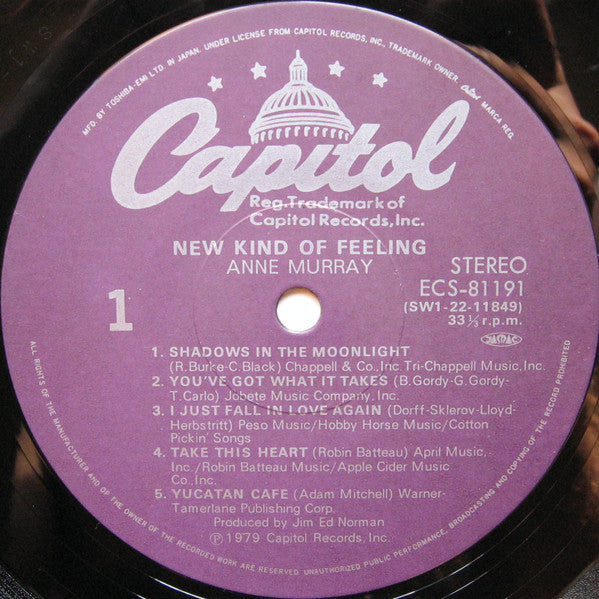 MFD. BY TOSHIBA-EMI LTD. IN JAPAN. UNDER LICENSE FROM CAPITOL RECORDS, INC., TRADEMARK OWNER. Capitol MARCA REG.
Capitol
Reg. Trademark of
Capitol Records, Inc.
NEW KIND OF FEELING
ANNE MURRAY
STEREO
ECS-81191
(SW1-22-11849)
33 1/3 r.p.m.
JASRAC
1
1. SHADOWS IN THE MOONLIGHT
(R.Burke-C.Black) Chappell & Co., Inc. Tri-Chappell Music, Inc.
2. YOU'VE GOT WHAT IT TAKES (B.Gordy-G.Gordy-
T.Carlo) Jobete Music Company, Inc.
3. I JUST FALL IN LOVE AGAIN (Dorff-Sklerov-Lloyd-
Herbstritt) Peso Music/Hobby Horse Music/Cotton
Pickin' Songs
4. TAKE THIS HEART (Robin Batteau) April Music,
Inc./Robin Batteau Music/Apple Cider Music
Co., Inc.
5. YUCATAN CAFE (Adam Mitchell) Warner-
Tamerlane Publishing Corp.
Produced by Jim Ed Norman
Ⓟ 1979 Capitol Records, Inc.
ALL RIGHTS OF THE MANUFACTURER AND OF THE OWNER OF THE RECORDED WORK ARE RESERVED. UNAUTHORIZED PUBLIC PERFORMANCE, BROADCASTING AND COPYING OF THE RECORD PROHIBITED